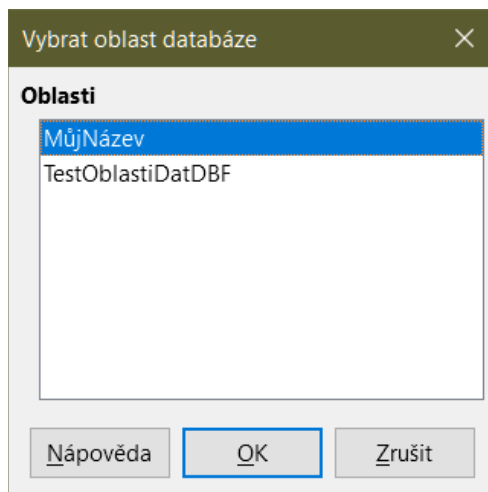 Vybrat oblast databáze
Oblasti
MůjNázev
TestOblastiDatDBF
Nápověda OK Zrušit